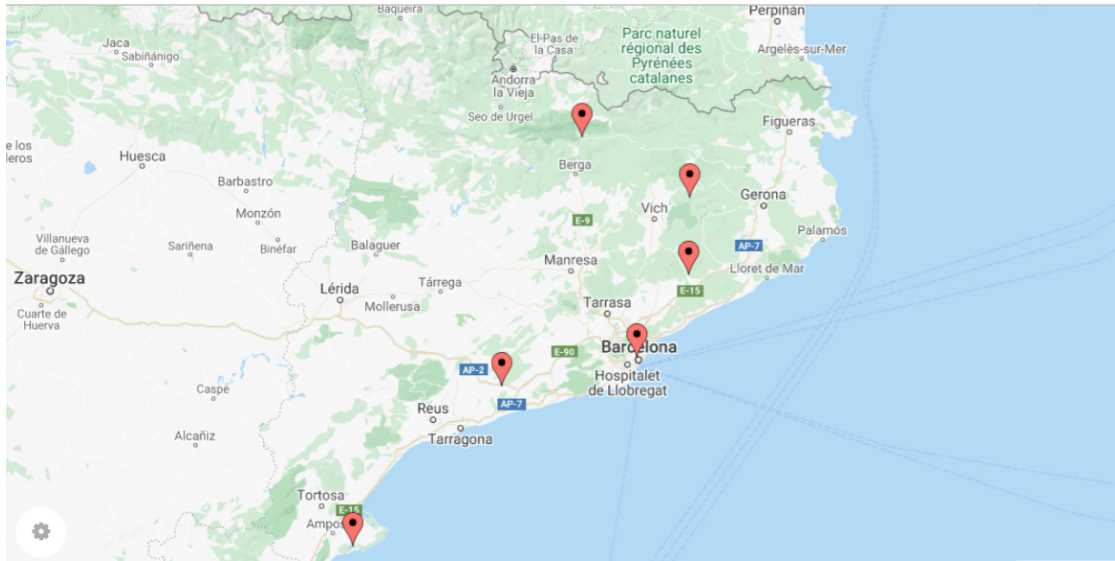 Baqueira
Perpiñán
Jaca
Sabiñánigo
El Pas de
la Casa
Parc naturel
régional des
Pyrénées
catalanes
Argelès-sur-Mer
Andorra
la Vieja
Seo de Urgel
Figueras
e los
leros
Huesca
Berga
Barbastro
Vich
Gerona
Monzón
E-9
Palamós
Villanueva
de Gállego
Sariñena
Binéfar
Balaguer
AP-7
Manresa
Lloret de Mar
Zaragoza
Tárrega
Lérida
E-15
Mollerusa
Cuarte de
Huerva
Tarrasa
Barcelona
E-90
AP-2
Hospitalet
de Llobregat
Caspe
AP-7
Reus
Tarragona
Alcañiz
Tortosa
E-15
Ampos